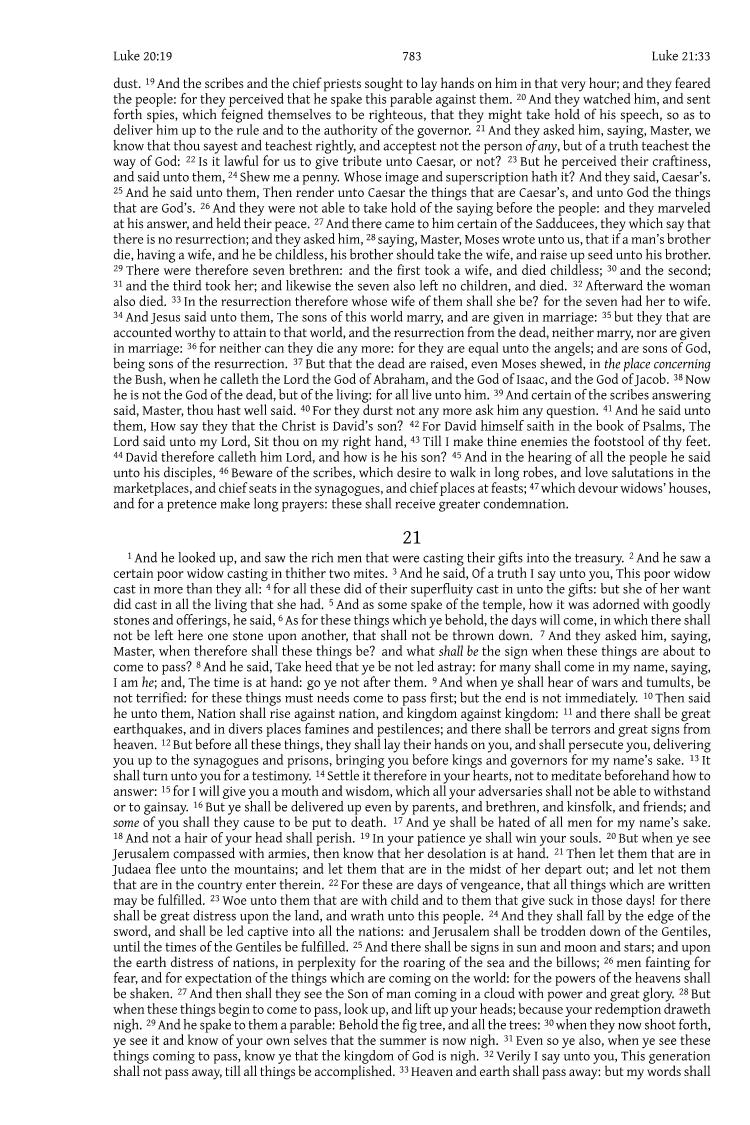 Luke 20:19 783 Luke 21:33
dust. 19 And the scribes and the chief priests sought to lay hands on him in that very hour; and they feared
the people: for they perceived that he spake this parable against them. 20 And they watched him, and sent
forth spies, which feigned themselves to be righteous, that they might take hold of his speech, so as to
deliver him up to the rule and to the authority of the governor. 21 And they asked him, saying, Master, we
know that thou sayest and teachest rightly, and acceptest not the person of any, but of a truth teachest the
way of God: 22 Is it lawful for us to give tribute unto Caesar, or not? 23 But he perceived their craftiness,
and said unto them, 24 Shew me a penny. Whose image and superscription hath it? And they said, Caesar’s.
25 And he said unto them, Then render unto Caesar the things that are Caesar’s, and unto God the things
that are God’s. 26 And they were not able to take hold of the saying before the people: and they marveled
at his answer, and held their peace. 27 And there came to him certain of the Sadducees, they which say that
there is no resurrection; and they asked him, 28 saying, Master, Moses wrote unto us, that if a man’s brother
die, having a wife, and he be childless, his brother should take the wife, and raise up seed unto his brother.
29 There were therefore seven brethren: and the first took a wife, and died childless; 30 and the second;
31 and the third took her; and likewise the seven also left no children, and died. 32 Afterward the woman
also died. 33 In the resurrection therefore whose wife of them shall she be? for the seven had her to wife.
34 And Jesus said unto them, The sons of this world marry, and are given in marriage: 35 but they that are
accounted worthy to attain to that world, and the resurrection from the dead, neither marry, nor are given
in marriage: 36 for neither can they die any more: for they are equal unto the angels; and are sons of God,
being sons of the resurrection. 37 But that the dead are raised, even Moses shewed, in the place concerning
the Bush, when he calleth the Lord the God of Abraham, and the God of Isaac, and the God of Jacob. 38 Now
he is not the God of the dead, but of the living: for all live unto him. 39 And certain of the scribes answering
said, Master, thou hast well said. 40 For they durst not any more ask him any question. 41 And he said unto
them, How say they that the Christ is David’s son? 42 For David himself saith in the book of Psalms, The
Lord said unto my Lord, Sit thou on my right hand, 43 Till I make thine enemies the footstool of thy feet.
44 David therefore calleth him Lord, and how is he his son? 45 And in the hearing of all the people he said
unto his disciples, 46 Beware of the scribes, which desire to walk in long robes, and love salutations in the
marketplaces, and chief seats in the synagogues, and chief places at feasts; 47 which devour widows’ houses,
and for a pretence make long prayers: these shall receive greater condemnation.
21
1 And he looked up, and saw the rich men that were casting their gifts into the treasury. 2 And he saw a
certain poor widow casting in thither two mites. 3 And he said, Of a truth I say unto you, This poor widow
cast in more than they all: 4 for all these did of their superfluity cast in unto the gifts: but she of her want
did cast in all the living that she had. 5 And as some spake of the temple, how it was adorned with goodly
stones and offerings, he said, 6 As for these things which ye behold, the days will come, in which there shall
not be left here one stone upon another, that shall not be thrown down. 7 And they asked him, saying,
Master, when therefore shall these things be? and what shall be the sign when these things are about to
come to pass? 8 And he said, Take heed that ye be not led astray: for many shall come in my name, saying,
I am he; and, The time is at hand: go ye not after them. 9 And when ye shall hear of wars and tumults, be
not terrified: for these things must needs come to pass first; but the end is not immediately. 10 Then said
he unto them, Nation shall rise against nation, and kingdom against kingdom: 11 and there shall be great
earthquakes, and in divers places famines and pestilences; and there shall be terrors and great signs from
heaven. 12 But before all these things, they shall lay their hands on you, and shall persecute you, delivering
you up to the synagogues and prisons, bringing you before kings and governors for my name’s sake. 13 It
shall turn unto you for a testimony. 14 Settle it therefore in your hearts, not to meditate beforehand how to
answer: 15 for I will give you a mouth and wisdom, which all your adversaries shall not be able to withstand
or to gainsay. 16 But ye shall be delivered up even by parents, and brethren, and kinsfolk, and friends; and
some of you shall they cause to be put to death. 17 And ye shall be hated of all men for my name’s sake.
18 And not a hair of your head shall perish. 19 In your patience ye shall win your souls. 20 But when ye see
Jerusalem compassed with armies, then know that her desolation is at hand. 21 Then let them that are in
Judaea flee unto the mountains; and let them that are in the midst of her depart out; and let not them
that are in the country enter therein. 22 For these are days of vengeance, that all things which are written
may be fulfilled. 23 Woe unto them that are with child and to them that give suck in those days! for there
shall be great distress upon the land, and wrath unto this people. 24 And they shall fall by the edge of the
sword, and shall be led captive into all the nations: and Jerusalem shall be trodden down of the Gentiles,
until the times of the Gentiles be fulfilled. 25 And there shall be signs in sun and moon and stars; and upon
the earth distress of nations, in perplexity for the roaring of the sea and the billows; 26 men fainting for
fear, and for expectation of the things which are coming on the world: for the powers of the heavens shall
be shaken. 27 And then shall they see the Son of man coming in a cloud with power and great glory. 28 But
when these things begin to come to pass, look up, and lift up your heads; because your redemption draweth
nigh. 29 And he spake to them a parable: Behold the fig tree, and all the trees: 30 when they now shoot forth,
ye see it and know of your own selves that the summer is now nigh. 31 Even so ye also, when ye see these
things coming to pass, know ye that the kingdom of God is nigh. 32 Verily I say unto you, This generation
shall not pass away, till all things be accomplished. 33 Heaven and earth shall pass away: but my words shall